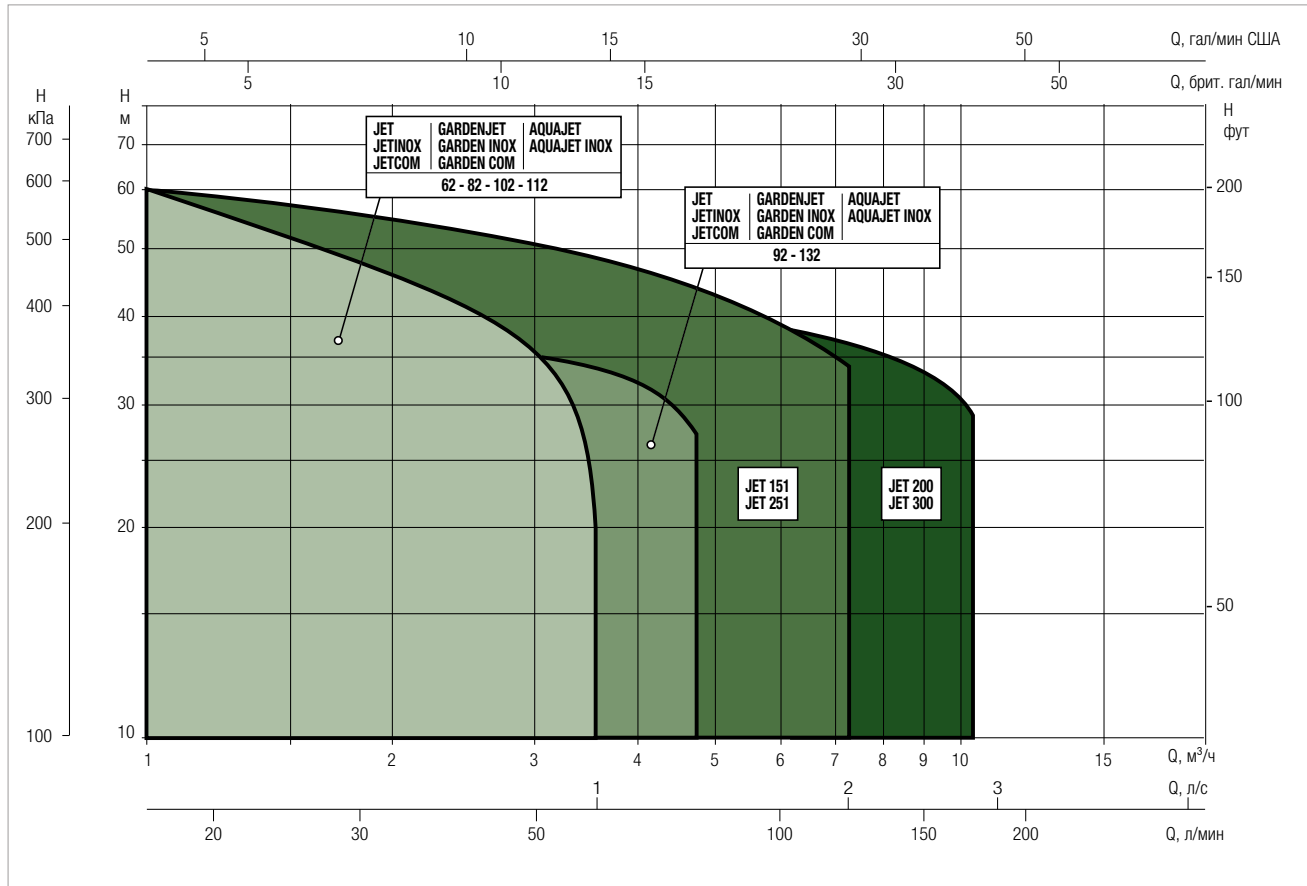 5 10 15 30 50 Q, гал/мин США
5 10 15 30 50 Q, брит. гал/мин
H кПа
H м
H фут
700
600
500
400
300
200
100
70
60
50
40
30
20
10
200
150
100
50
JET GARDENJET AQUAJET
JETINOX GARDEN INOX AQUAJET INOX
JETCOM GARDEN COM
62 - 82 - 102 - 112
JET GARDENJET AQUAJET
JETINOX GARDEN INOX AQUAJET INOX
JETCOM GARDEN COM
92 - 132
JET 151
JET 251
JET 200
JET 300
1 2 3 4 5 6 7 8 9 10 15 Q, м³/ч
1 2 3 Q, л/с
20 30 50 100 150 200 Q, л/мин